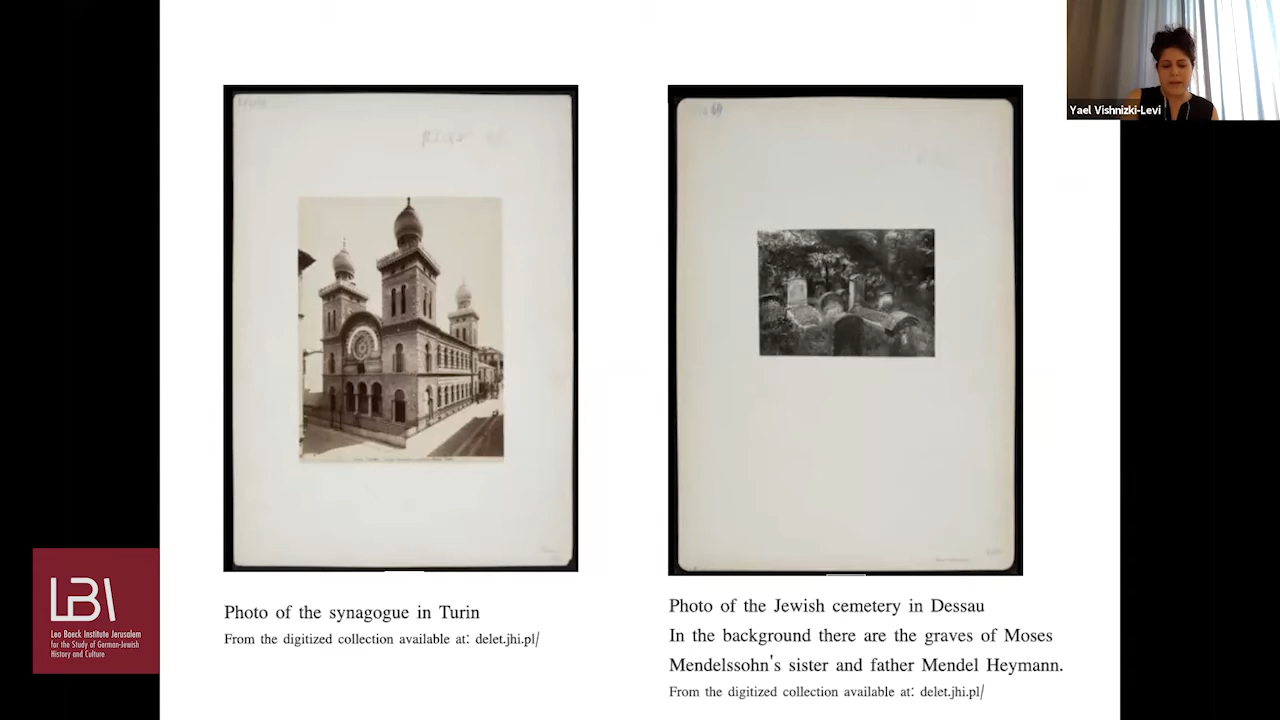 Yael Vishnizki-Levi
Photo of the synagogue in Turin
From the digitized collection available at: delet.jhi.pl/
Photo of the Jewish cemetery in Dessau
In the background there are the graves of Moses
Mendelssohn's sister and father Mendel Heymann.
From the digitized collection available at: delet.jhi.pl/
LBI
Leo Baeck Institute Jerusalem
for the Study of German-Jewish
History and Culture